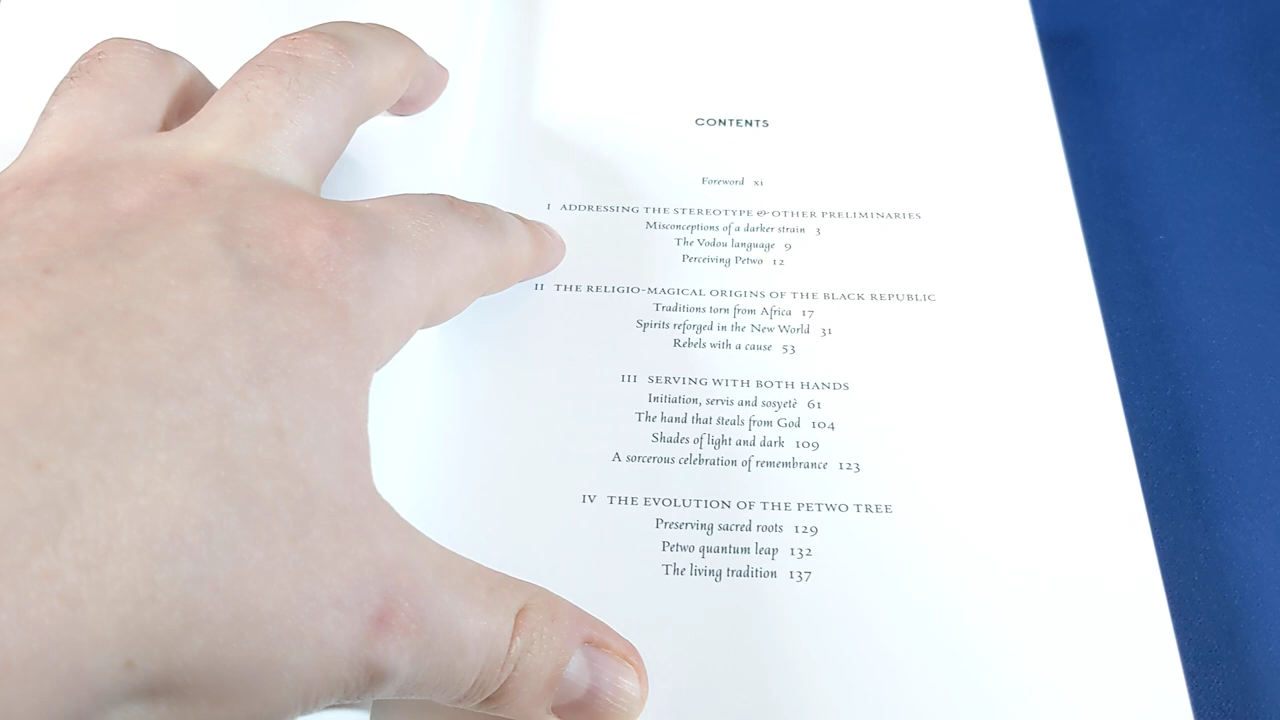 CONTENTS
Foreword xi
I ADDRESSING THE STEREOTYPE & OTHER PRELIMINARIES
Misconceptions of a darker strain 3
The Vodou language 9
Perceiving Petwo 12
II THE RELIGIO-MAGICAL ORIGINS OF THE BLACK REPUBLIC
Traditions torn from Africa 17
Spirits reforged in the New World 31
Rebels with a cause 53
III SERVING WITH BOTH HANDS
Initiation, servis and sosyetè 61
The hand that steals from God 104
Shades of light and dark 109
A sorcerous celebration of remembrance 123
IV THE EVOLUTION OF THE PETWO TREE
Preserving sacred roots 129
Petwo quantum leap 132
The living tradition 137